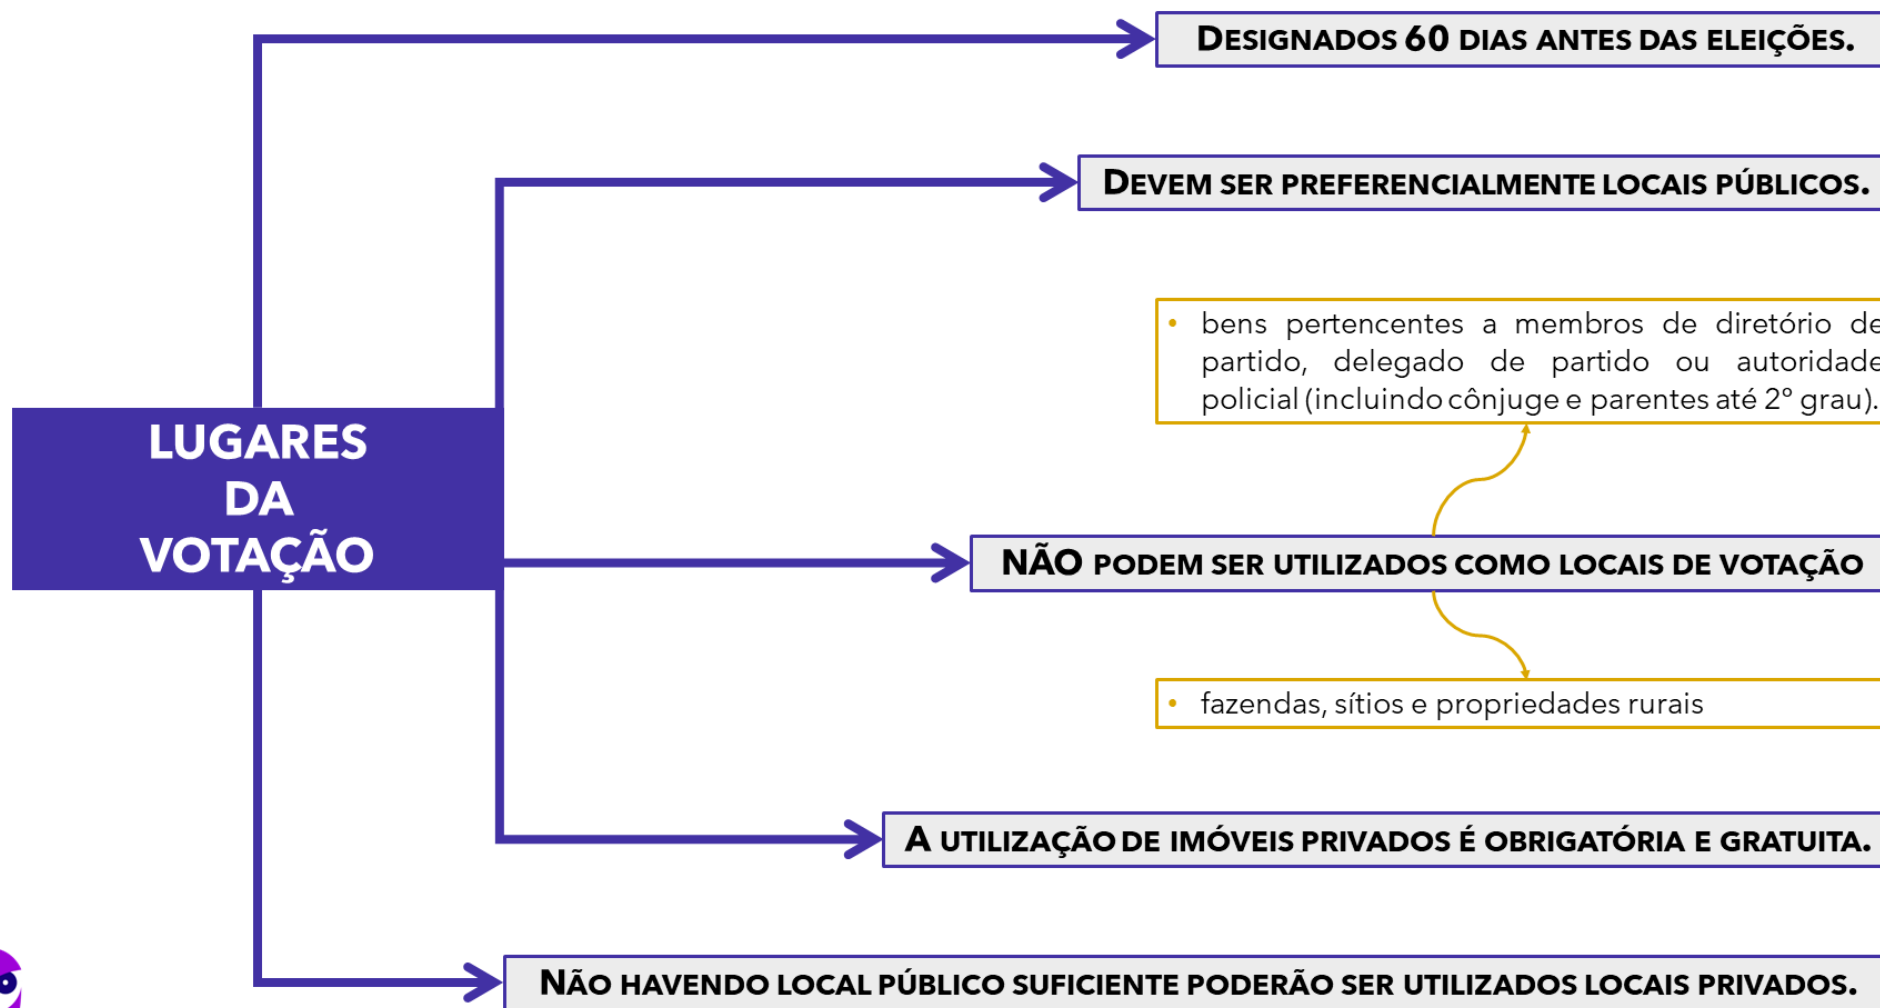 DESIGNADOS 60 DIAS ANTES DAS ELEIÇÕES.
DEVEM SER PREFERENCIALMENTE LOCAIS PÚBLICOS.
• bens pertencentes a membros de diretório de
partido, delegado de partido ou autoridade
policial (incluindo cônjuge e parentes até 2º grau).
LUGARES
DA
VOTAÇÃO
NÃO PODEM SER UTILIZADOS COMO LOCAIS DE VOTAÇÃO
• fazendas, sítios e propriedades rurais
A UTILIZAÇÃO DE IMÓVEIS PRIVADOS É OBRIGATÓRIA E GRATUITA.
NÃO HAVENDO LOCAL PÚBLICO SUFICIENTE PODERÃO SER UTILIZADOS LOCAIS PRIVADOS.